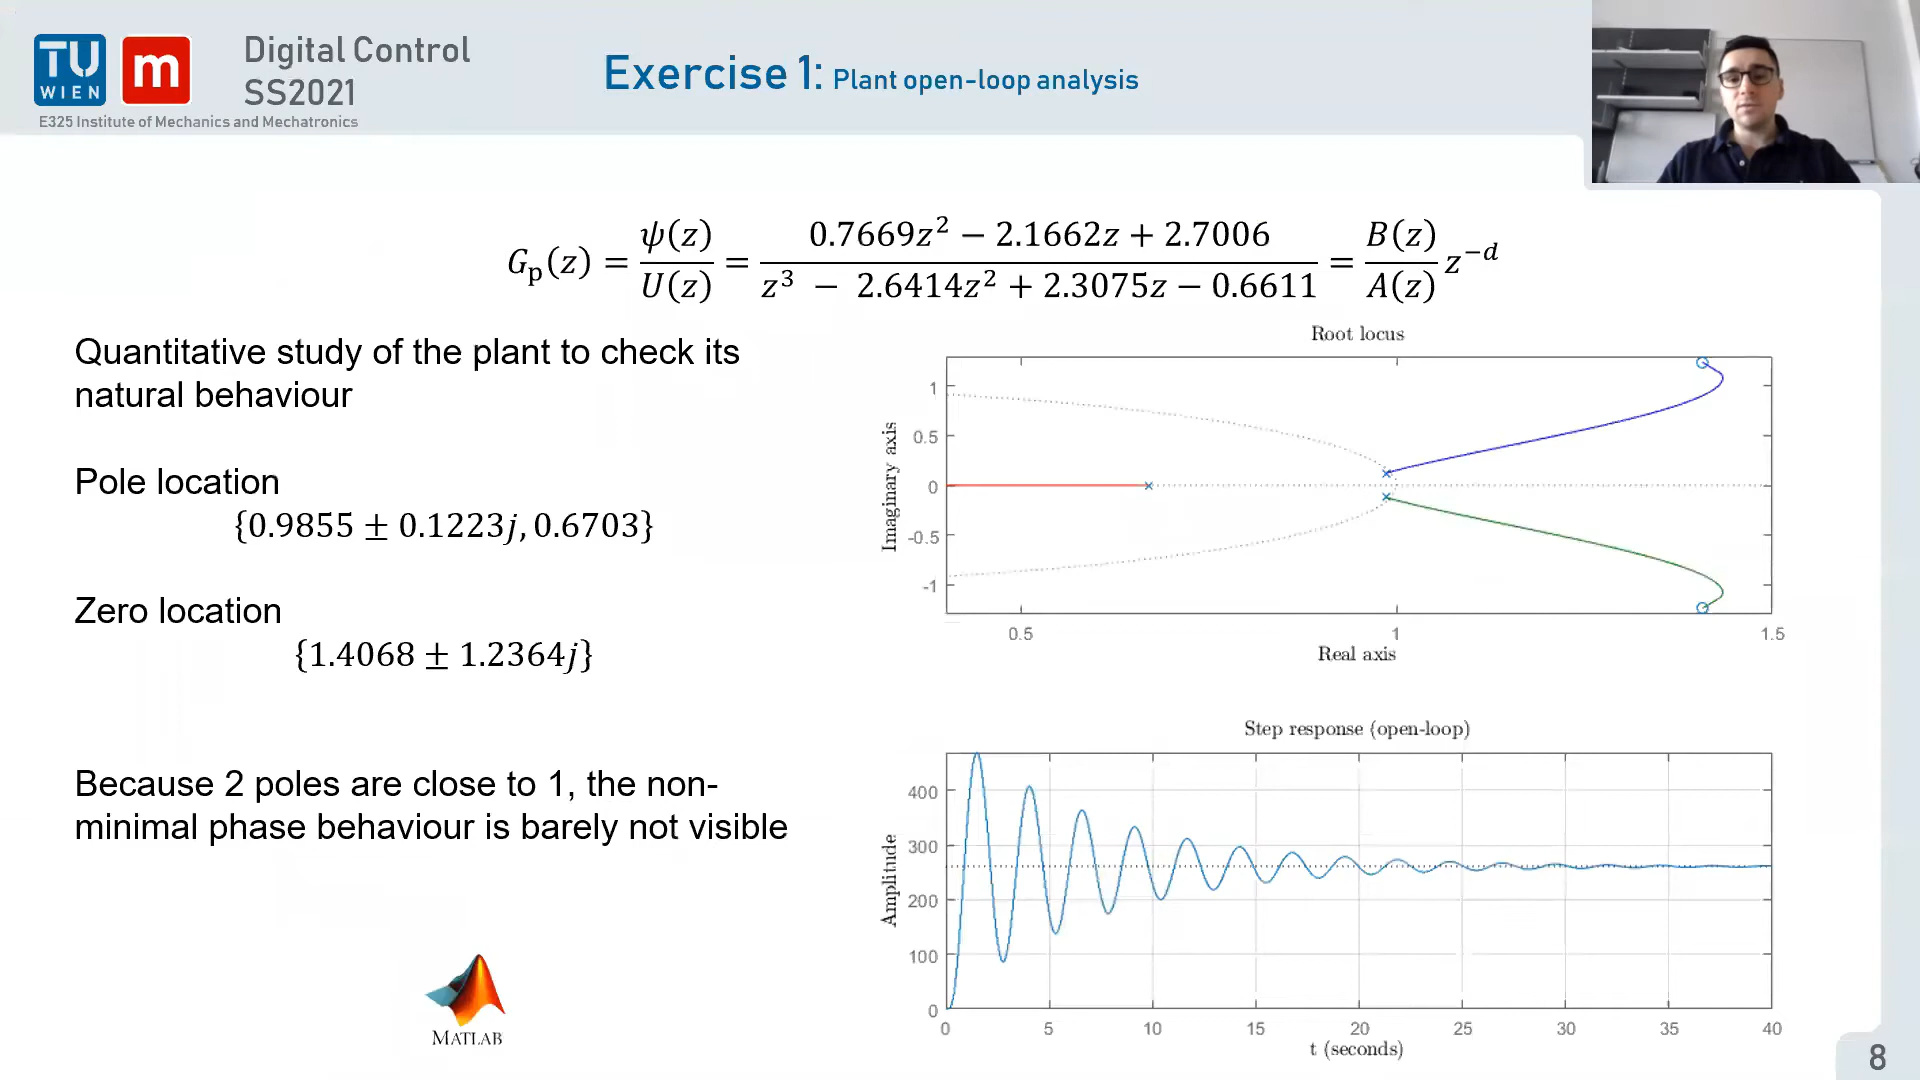 TU
WIEN
m
Digital Control
SS2021
E325 Institute of Mechanics and Mechatronics
Exercise 1: Plant open-loop analysis
G_p(z) = ψ(z)/U(z) = (0.7669z² − 2.1662z + 2.7006)/(z³ − 2.6414z² + 2.3075z − 0.6611) = B(z)/A(z) z^{−d}
Quantitative study of the plant to check its
natural behaviour
Pole location
{0.9855 ± 0.1223j, 0.6703}
Zero location
{1.4068 ± 1.2364j}
Because 2 poles are close to 1, the non-
minimal phase behaviour is barely not visible
MATLAB
Root locus
Imaginary axis
1
0.5
0
-0.5
-1
0.5 1 1.5
Real axis
Step response (open-loop)
Amplitude
400
300
200
100
0
0 5 10 15 20 25 30 35 40
t (seconds)
8